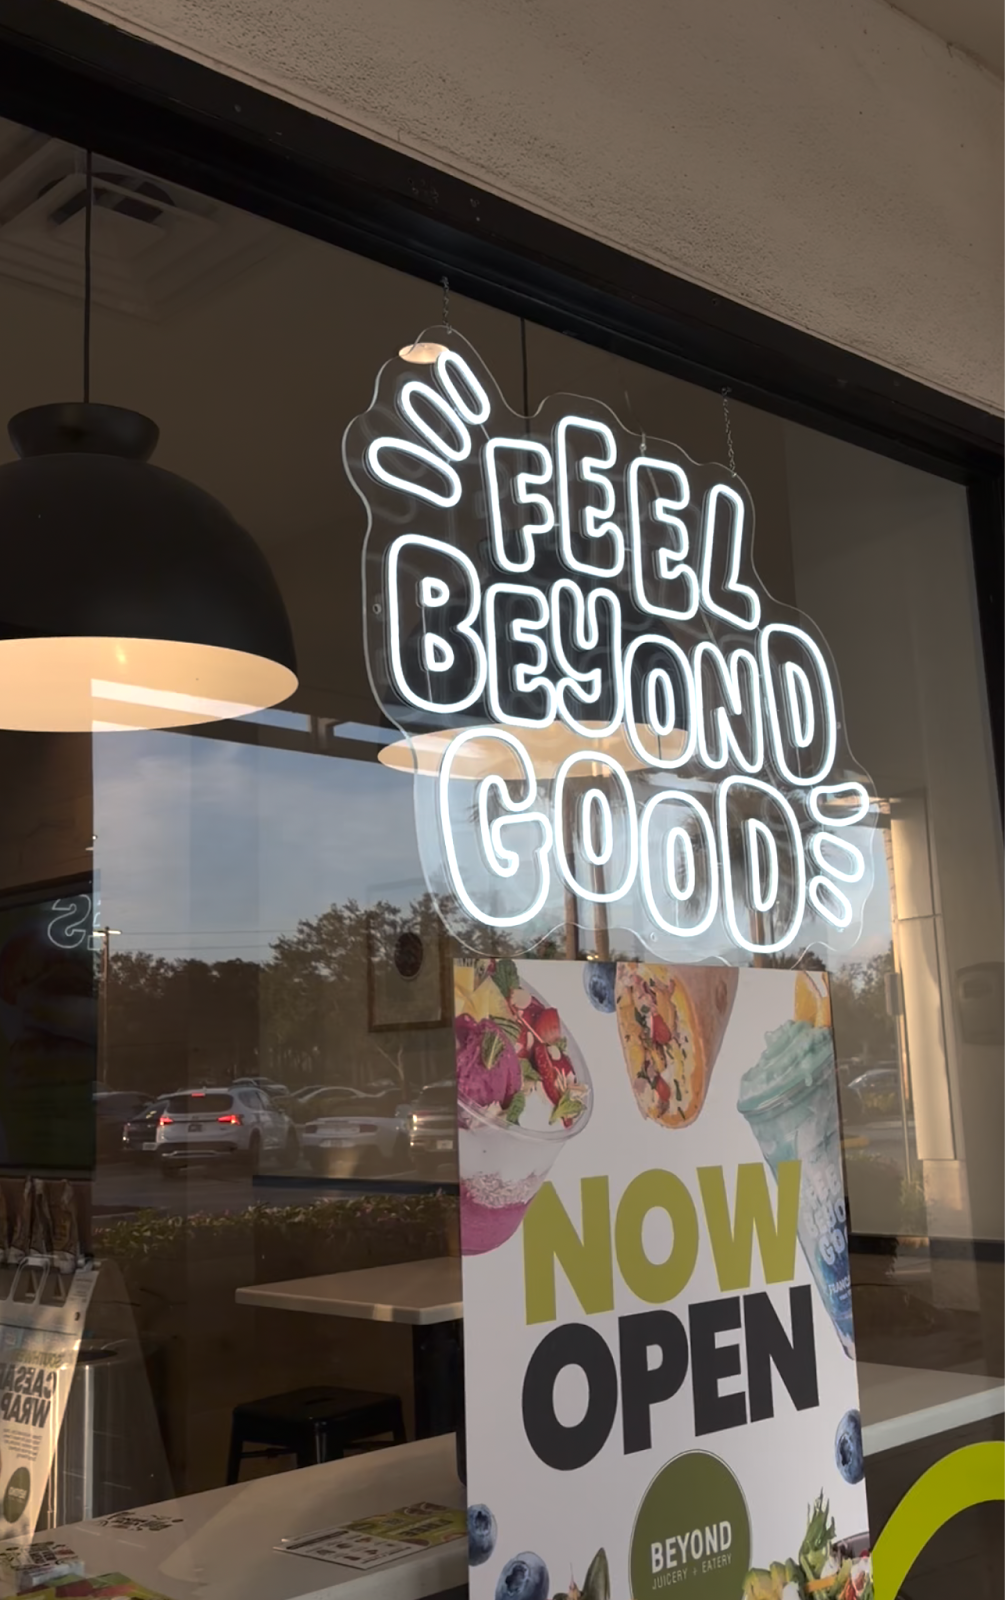 FEEL
BEYOND
GOOD
NOW
OPEN
BEYOND
JUICERY + EATERY
CAESAR
WRAP